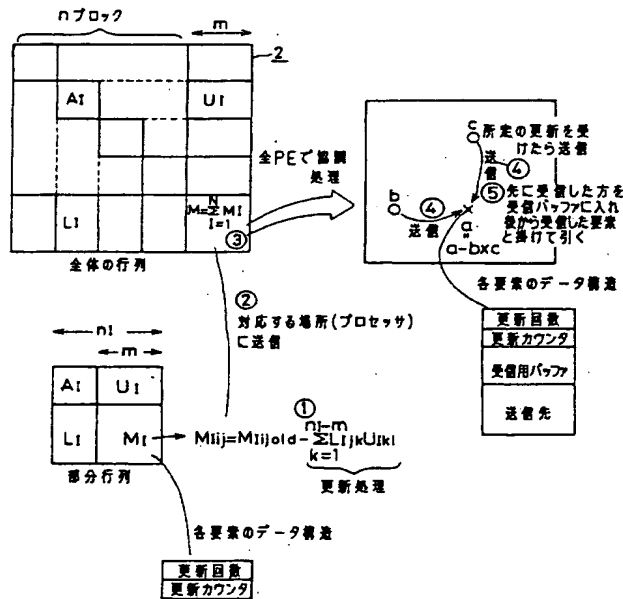 nブロック
m
2
AI
UI
LI
M=ΣMI
N
I=1
③
全体の行列
全PEで協調
処理
c 所定の更新を受
けたら送信
送信
④
⑤ 先に受信した方を
受信バッファに入れ
後から受信した要素
と掛けて引く
b
④
送信
a
=
a-b×c
各要素のデータ構造
更新回数
更新カウンタ
受信用バッファ
送信先
②
対応する場所(プロセッサ)
に送信
nI
m
AI
UI
LI
MI
部分行列
①
MIij=MIijold-ΣLIjkUIki
nI-m
k=1
更新処理
各要素のデータ構造
更新回数
更新カウンタ